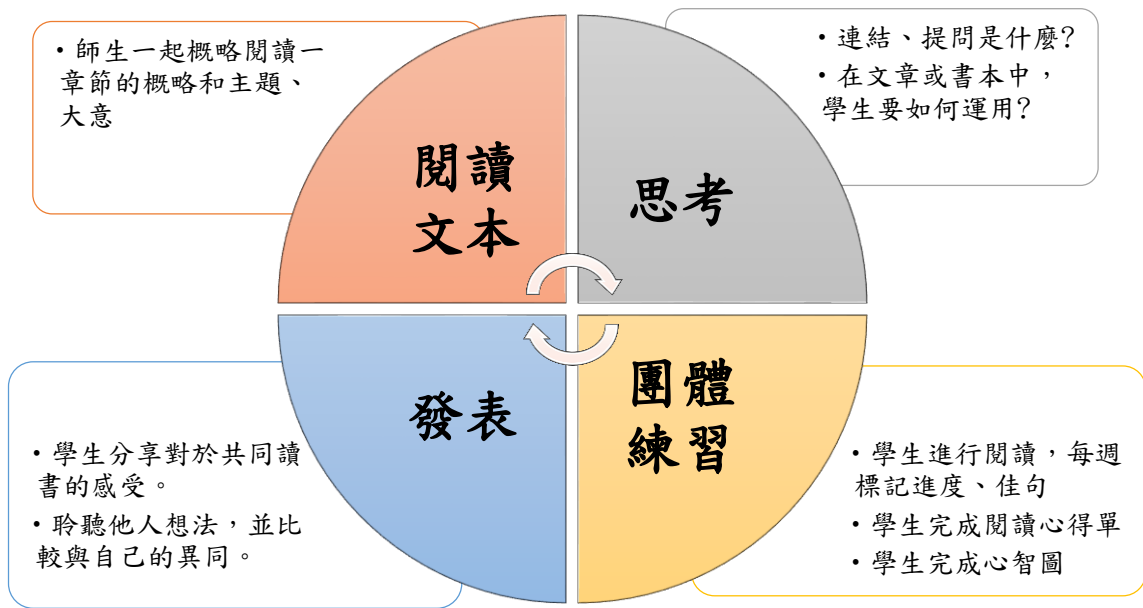 • 師生一起概略閱讀一
章節的概略和主題、
大意
閱讀
文本
• 連結、提問是什麼?
• 在文章或書本中，
學生要如何運用?
思考
• 學生分享對於共同讀
書的感受。
• 聆聽他人想法，並比
較與自己的異同。
發表
團體
練習
• 學生進行閱讀，每週
標記進度、佳句
• 學生完成閱讀心得單
• 學生完成心智圖